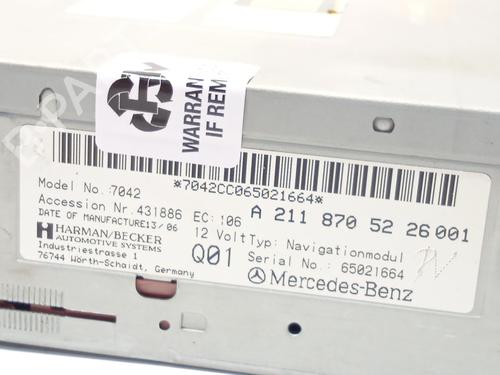 WARRAN
IF REM
*7042CC065021664*
Model No.:7042
Accession Nr.431886 EC:106 A 211 870 52 26 001
DATE OF MANUFACTURE13/06
12 Volt Typ: Navigationmodul
HARMAN/BECKER
AUTOMOTIVE SYSTEMS
Q01 Serial No.: 65021664
Industriestrasse 1
76744 Wörth-Schaidt, Germany
Mercedes-Benz